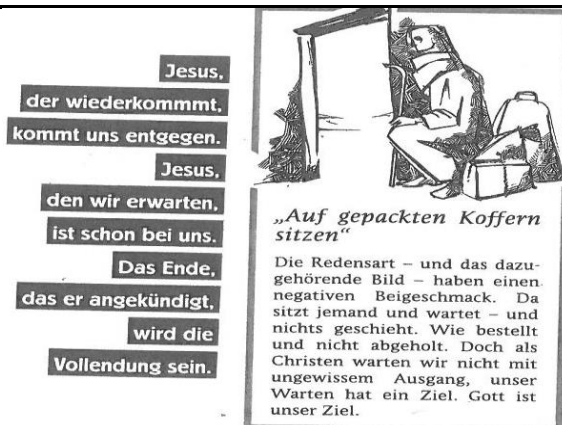 Jesus,
der wiederkommmt,
kommt uns entgegen.
Jesus,
den wir erwarten,
ist schon bei uns.
Das Ende,
das er angekündigt,
wird die
Vollendung sein.
„Auf gepackten Koffern
sitzen“
Die Redensart – und das dazu-
gehörende Bild – haben einen
negativen Beigeschmack. Da
sitzt jemand und wartet – und
nichts geschieht. Wie bestellt
und nicht abgeholt. Doch als
Christen warten wir nicht mit
ungewissem Ausgang, unser
Warten hat ein Ziel. Gott ist
unser Ziel.